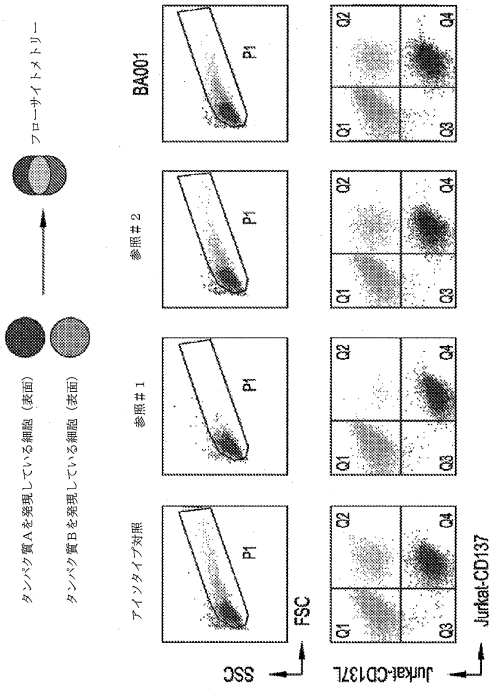 タンパク質Aを発現している細胞（表面）
タンパク質Bを発現している細胞（表面）
フローサイトメトリー
アイソタイプ対照
参照#1
参照#2
BA001
P1
P1
P1
P1
SSC
FSC
Q1
Q2
Q3
Q4
Q1
Q2
Q3
Q4
Q1
Q2
Q3
Q4
Q1
Q2
Q3
Q4
Jurkat-CD137L
Jurkat-CD137